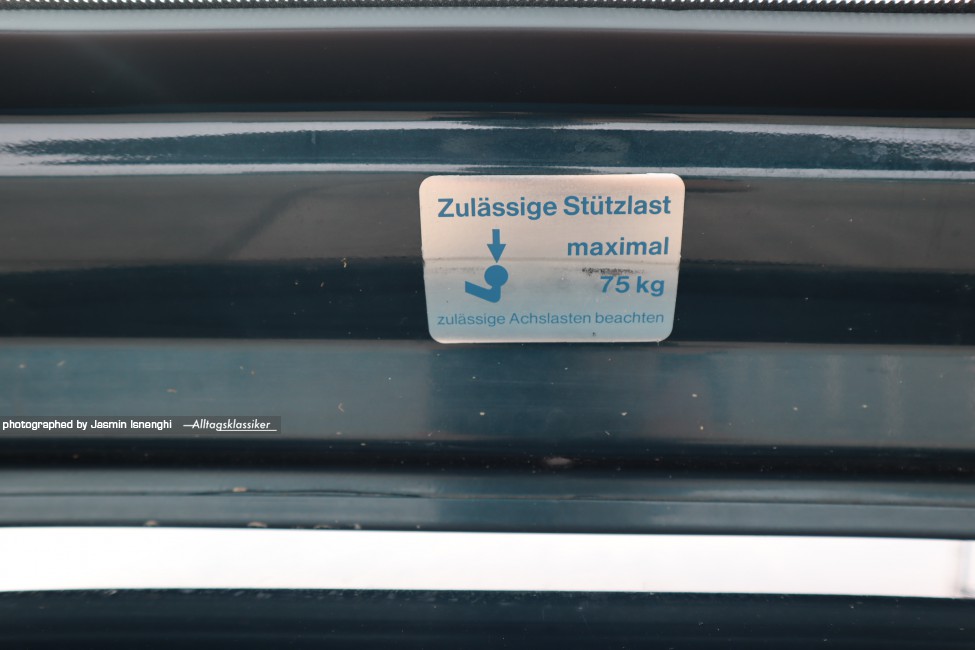 Zulässige Stützlast
maximal
75 kg
zulässige Achslasten beachten
photographed by Jasmin Isnenghi —Alltagsklassiker